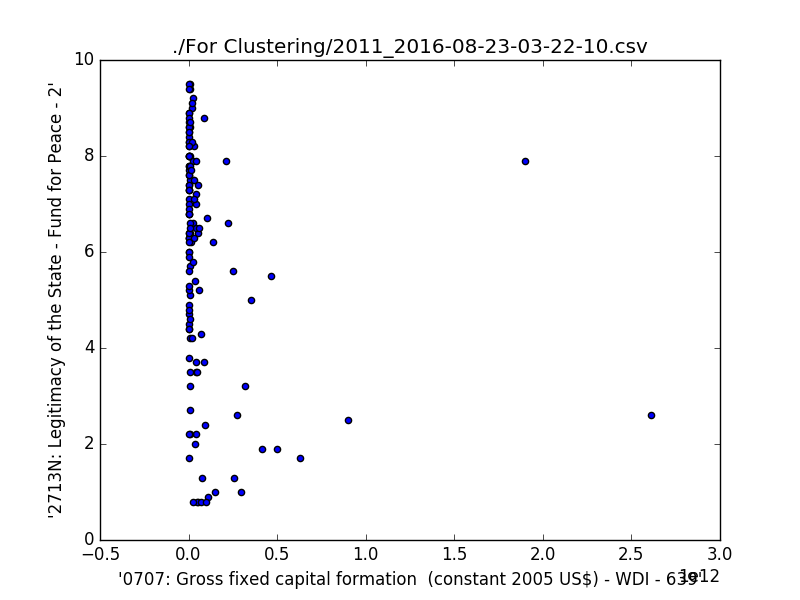 ./For Clustering/2011_2016-08-23-03-22-10.csv
10
8
6
4
2
0
'2713N: Legitimacy of the State - Fund for Peace - 2'
−0.5 0.0 0.5 1.0 1.5 2.0 2.5 3.0
1e12
'0707: Gross fixed capital formation (constant 2005 US$) - WDI - 639'